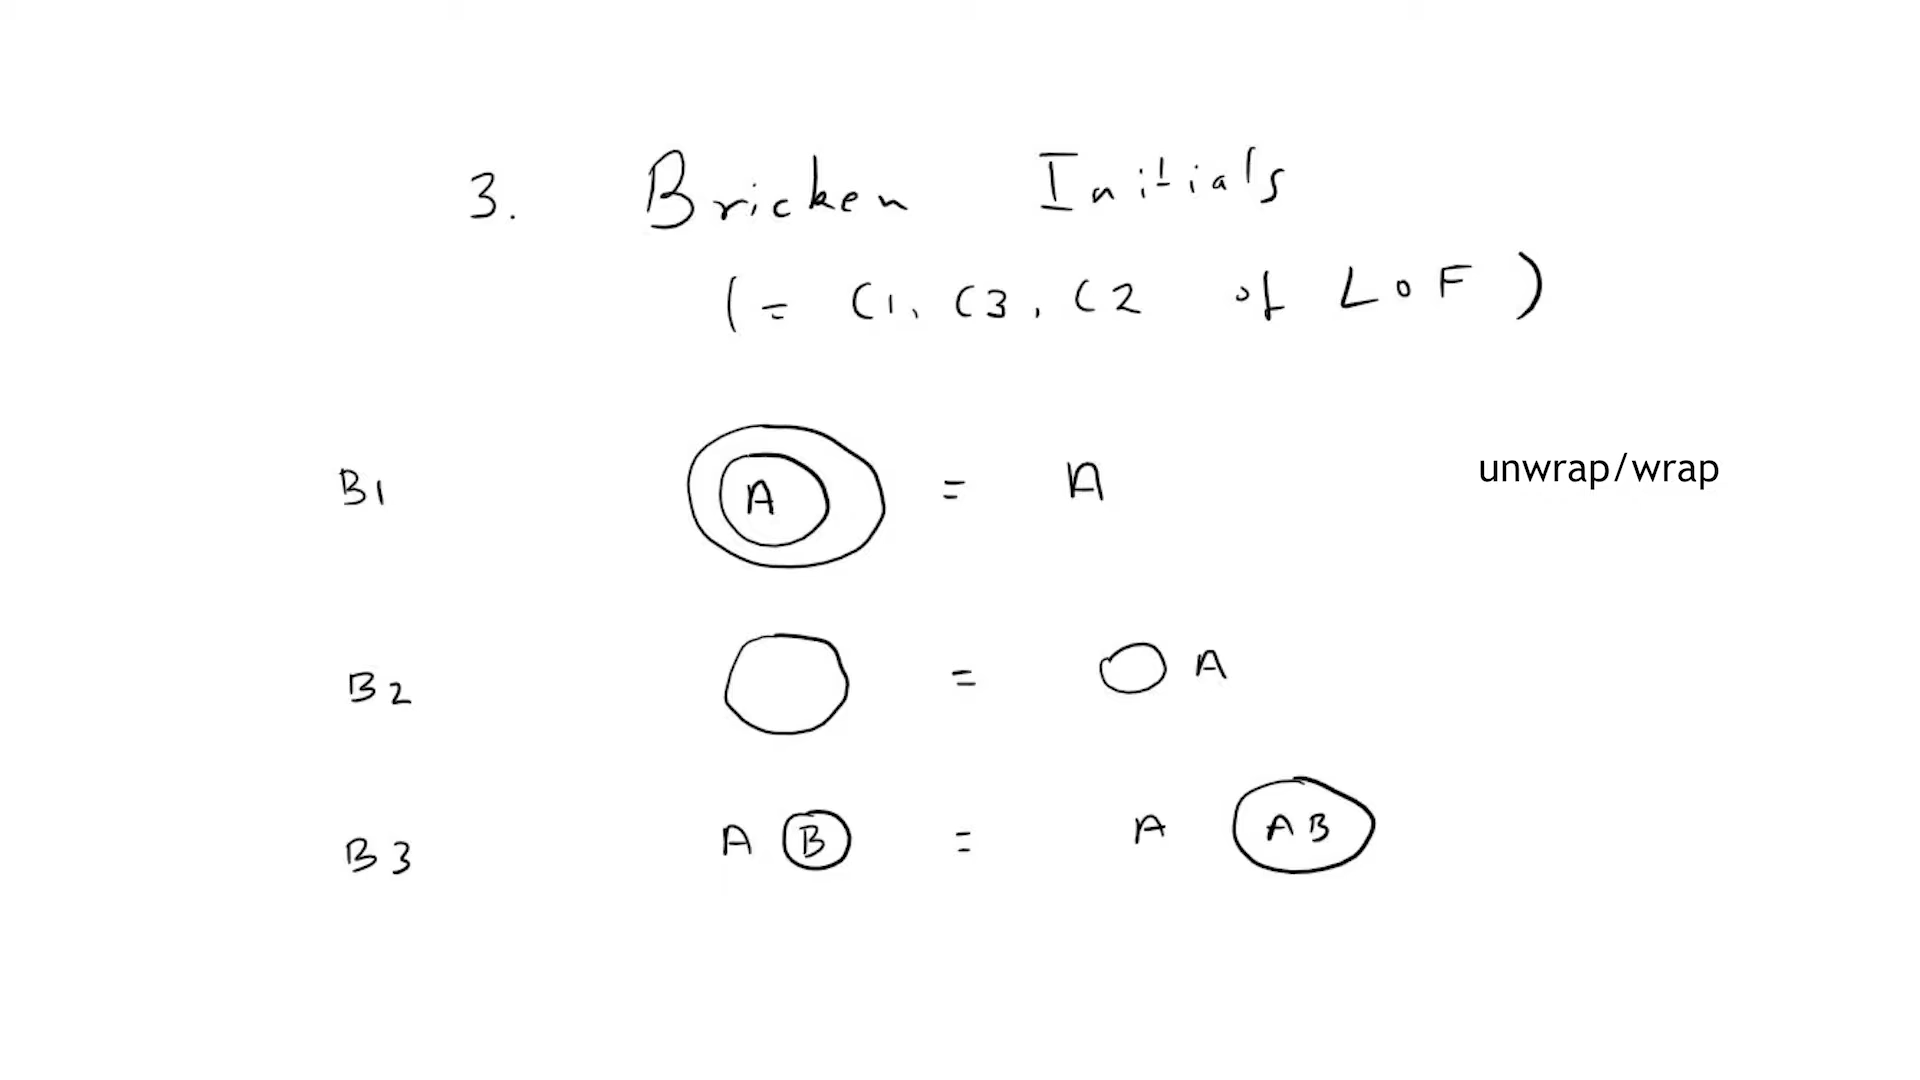 3. Bricken Initials
(= C1, C3, C2 of LoF)
B1 A = A unwrap/wrap
B2 = A
B3 A B = A A B